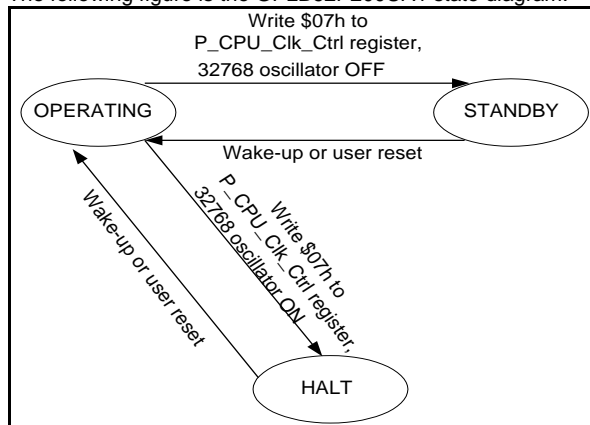 Write $07h to
P_CPU_Clk_Ctrl register,
32768 oscillator OFF
OPERATING
STANDBY
Wake-up or user reset
Write $07h to
P_CPU_Clk_Ctrl register,
32768 oscillator ON
Wake-up or user reset
HALT